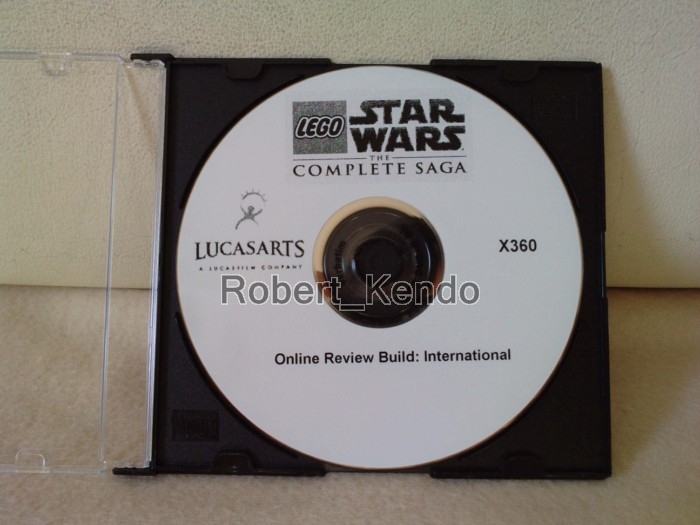 LEGO STAR WARS
THE
COMPLETE SAGA
LUCASARTS
A LUCASFILM COMPANY
X360
Robert_Kendo
Online Review Build: International